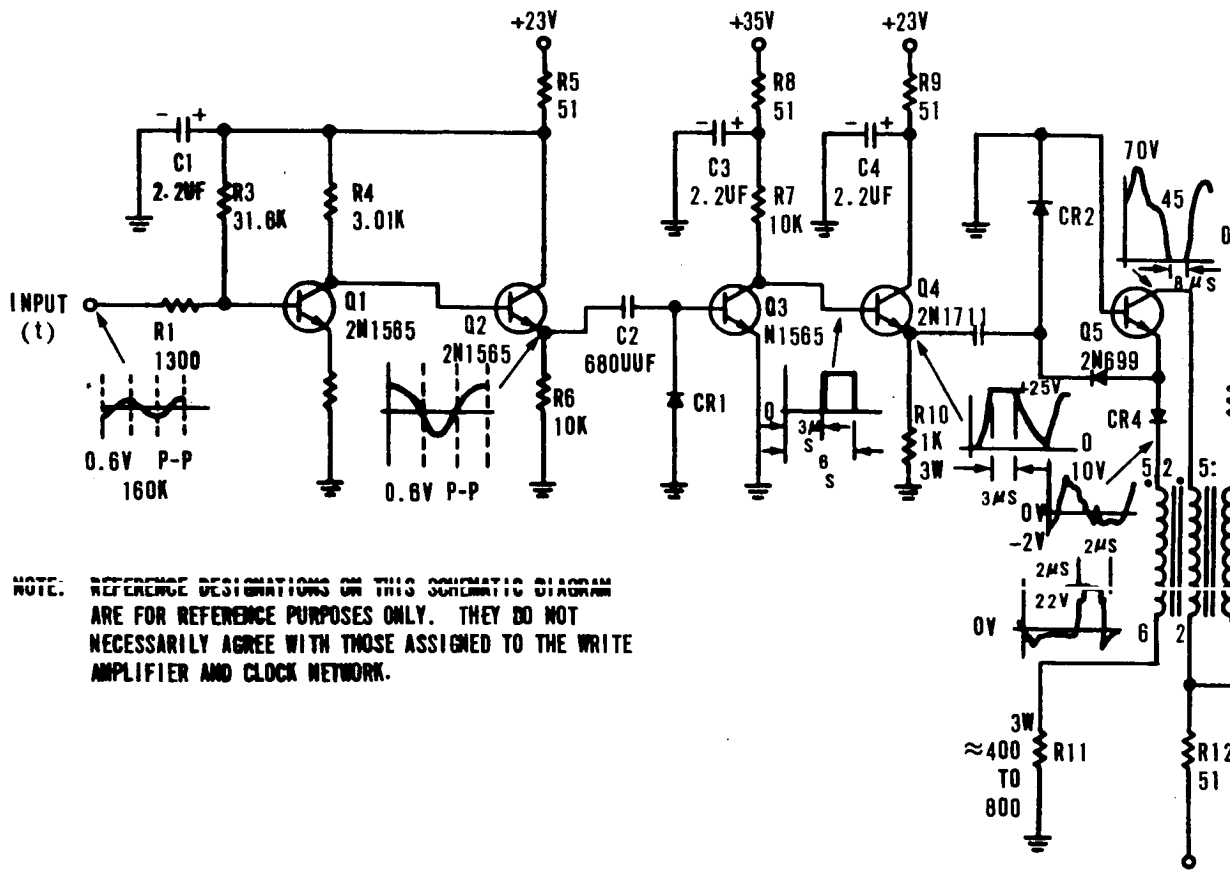 +23V
+35V
+23V
R5
51
R8
51
R9
51
- +
C1
2.2UF
- +
C3
2.2UF
- +
C4
2.2UF
R3
31.6K
R4
3.01K
R7
10K
CR2
70V
45
0
8 μS
INPUT
(t)
R1
1300
Q1
2N1565
Q2
2N1565
C2
680UUF
Q3
N1565
Q4
2N1711
Q5
2N699
CR1
R6
10K
0
3μ
S
6
S
R10
1K
3W
+25V
0
3μS
CR4
10V
0V
-2V
2μS
5
2
5:
0.6V P-P
160K
0.6V P-P
2μS
22V
0V
6
2
NOTE: REFERENCE DESIGNATIONS ON THIS SCHEMATIC DIAGRAM
ARE FOR REFERENCE PURPOSES ONLY. THEY DO NOT
NECESSARILY AGREE WITH THOSE ASSIGNED TO THE WRITE
AMPLIFIER AND CLOCK NETWORK.
3W
≈400
TO
800
R11
R12
51